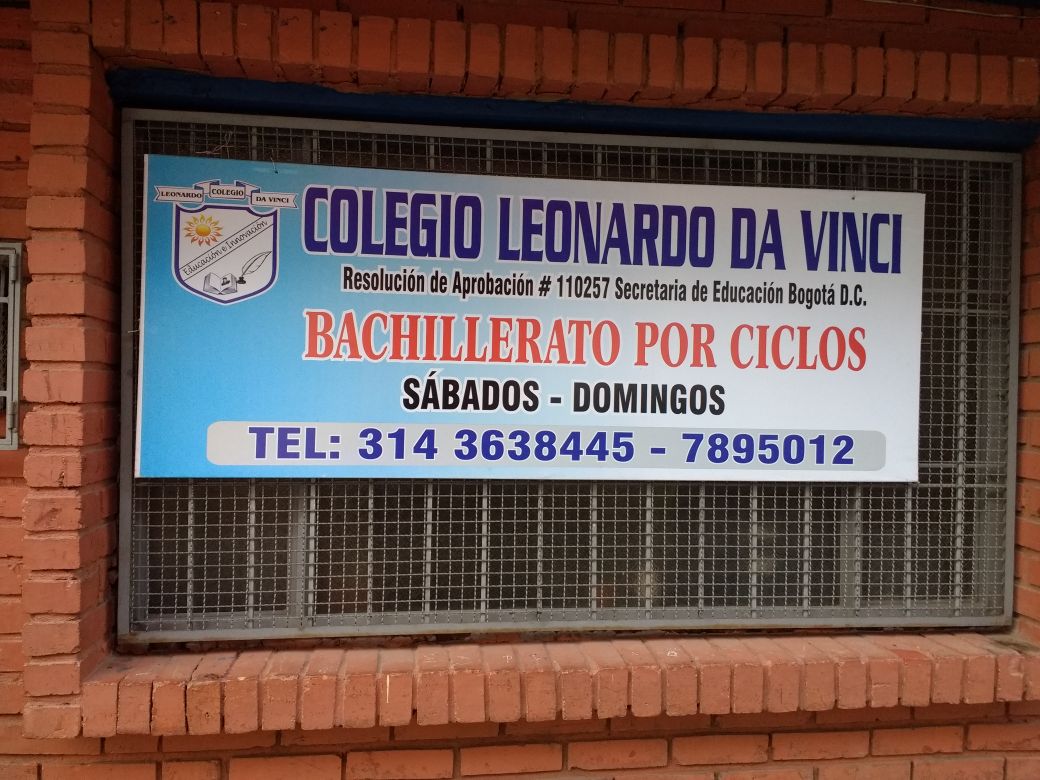 LEONARDO COLEGIO DA VINCI
Educación e Innovación
COLEGIO LEONARDO DA VINCI
Resolución de Aprobación # 110257 Secretaria de Educación Bogotá D.C.
BACHILLERATO POR CICLOS
SÁBADOS - DOMINGOS
TEL: 314 3638445 - 7895012